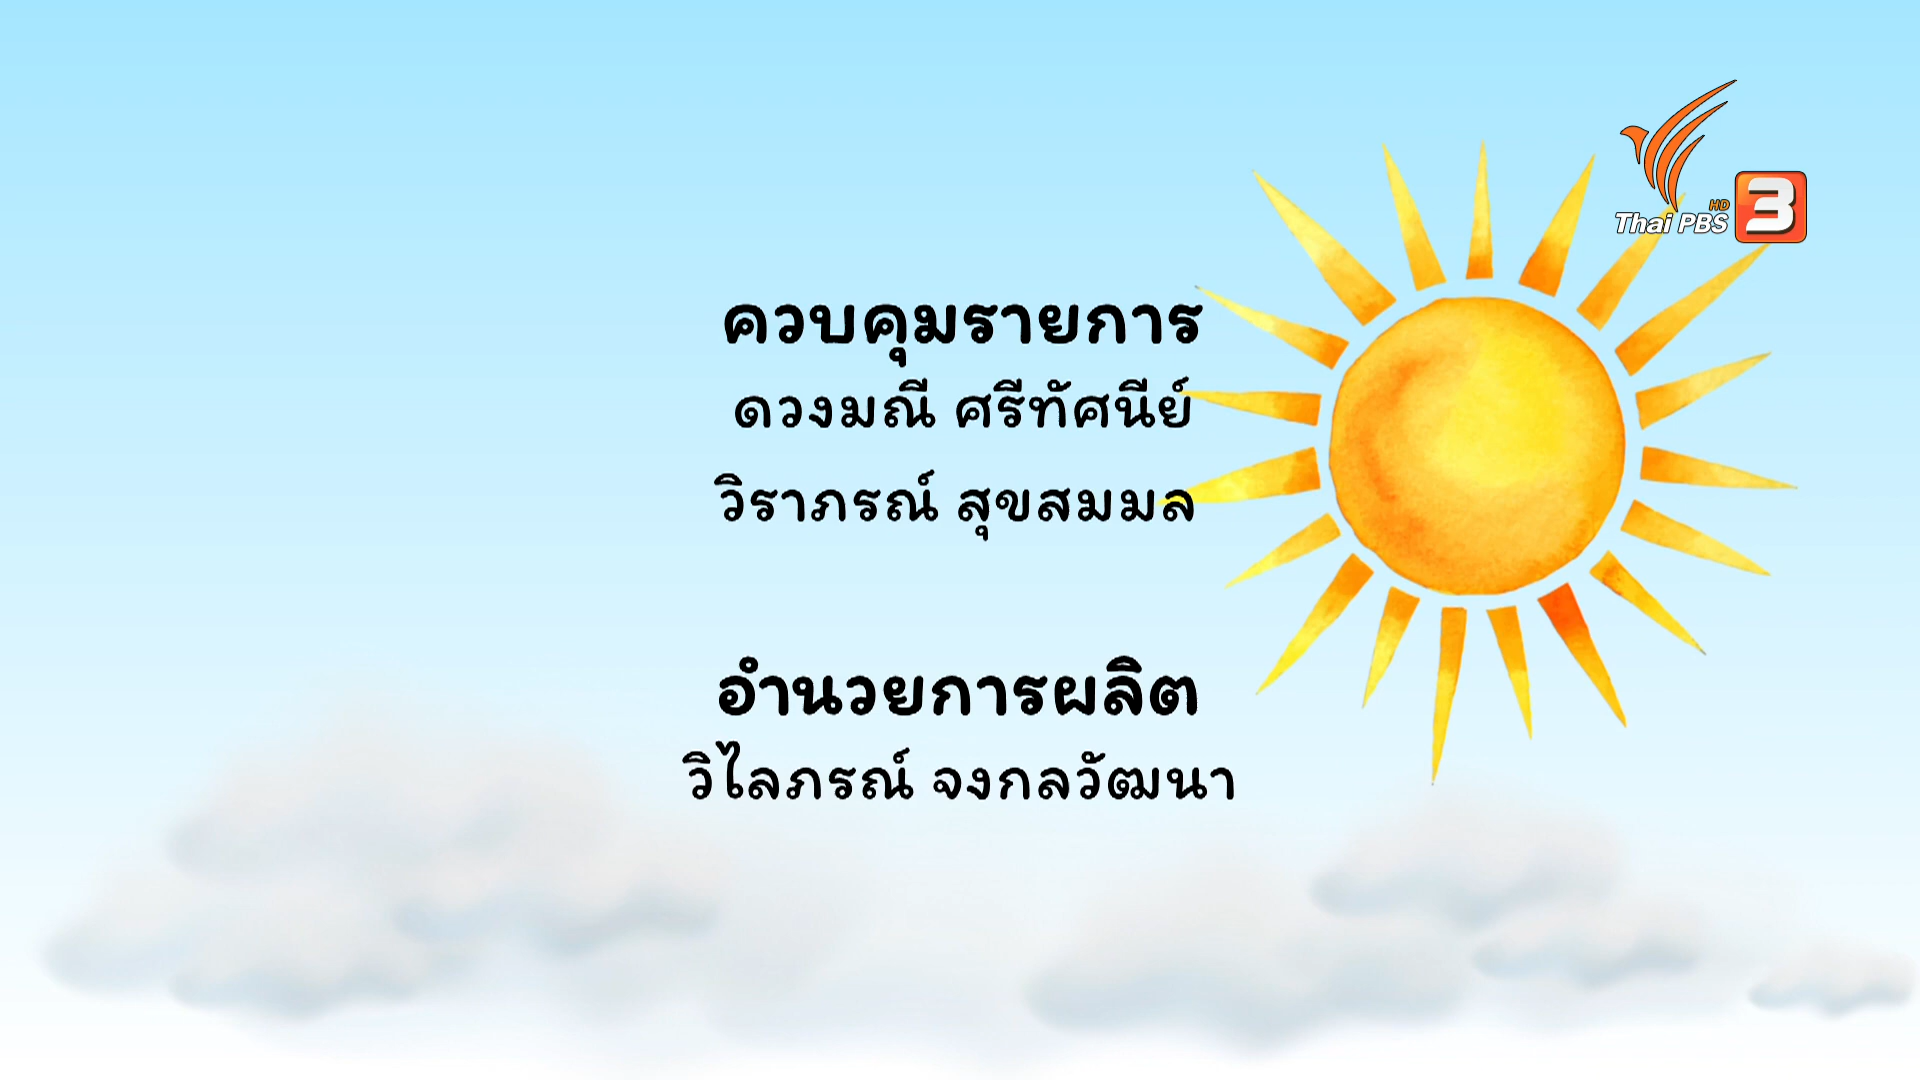 HD
Thai PBS 3
ควบคุมรายการ
ดวงมณี ศรีทัศนีย์
วิราภรณ์ สุขสมมล
อำนวยการผลิต
วิไลภรณ์ จงกลวัฒนา